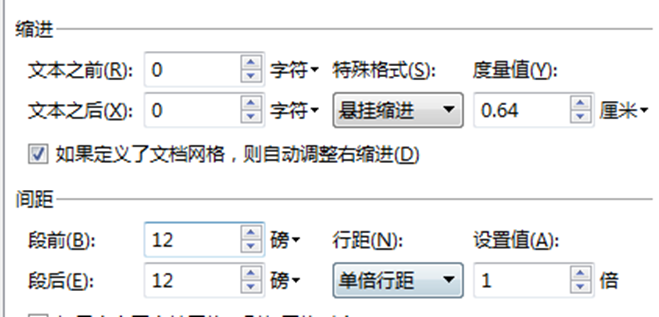 缩进
文本之前(R): 0 字符 特殊格式(S): 度量值(Y):
文本之后(X): 0 字符 悬挂缩进 0.64 厘米
如果定义了文档网格，则自动调整右缩进(D)
间距
段前(B): 12 磅 行距(N): 设置值(A):
段后(E): 12 磅 单倍行距 1 倍